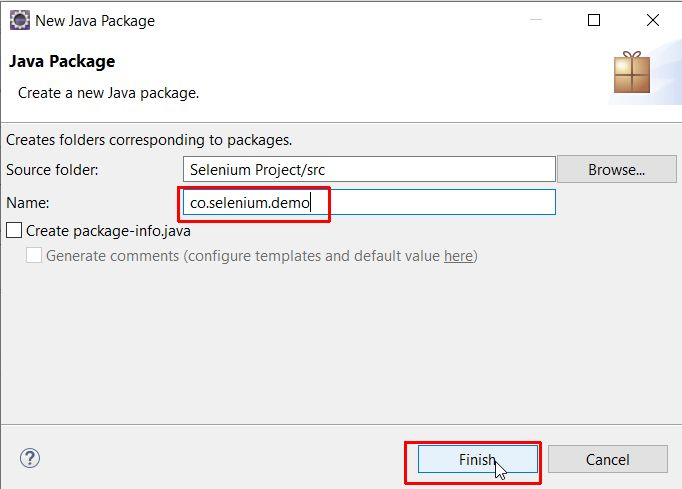 New Java Package
Java Package
Create a new Java package.
Creates folders corresponding to packages.
Source folder: Selenium Project/src Browse...
Name: co.selenium.demo
Create package-info.java
Generate comments (configure templates and default value here)
? Finish Cancel